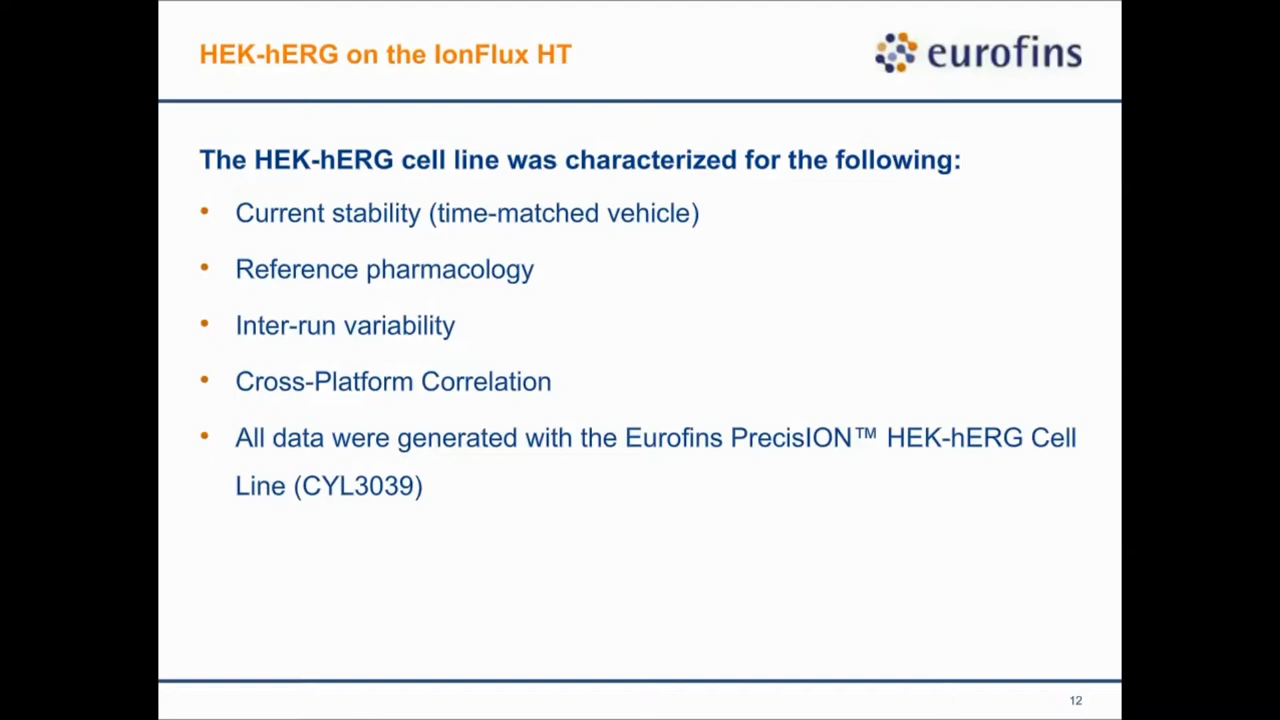 HEK-hERG on the IonFlux HT
eurofins
The HEK-hERG cell line was characterized for the following:
• Current stability (time-matched vehicle)
• Reference pharmacology
• Inter-run variability
• Cross-Platform Correlation
• All data were generated with the Eurofins PrecisION™ HEK-hERG Cell
Line (CYL3039)
12